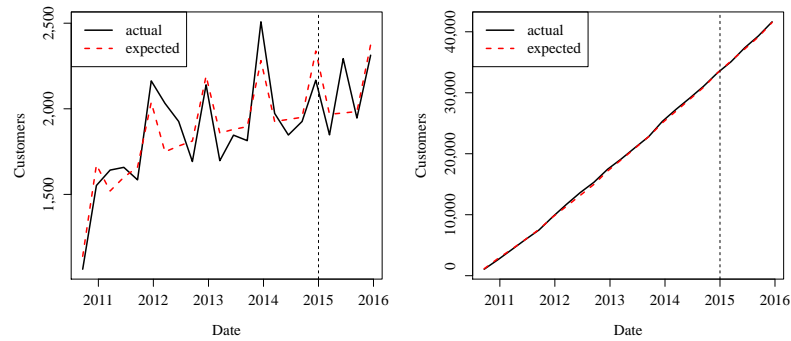 2,500
2,000
1,500
Customers
actual
expected
2011 2012 2013 2014 2015 2016
Date
40,000
30,000
20,000
10,000
0
Customers
actual
expected
2011 2012 2013 2014 2015 2016
Date